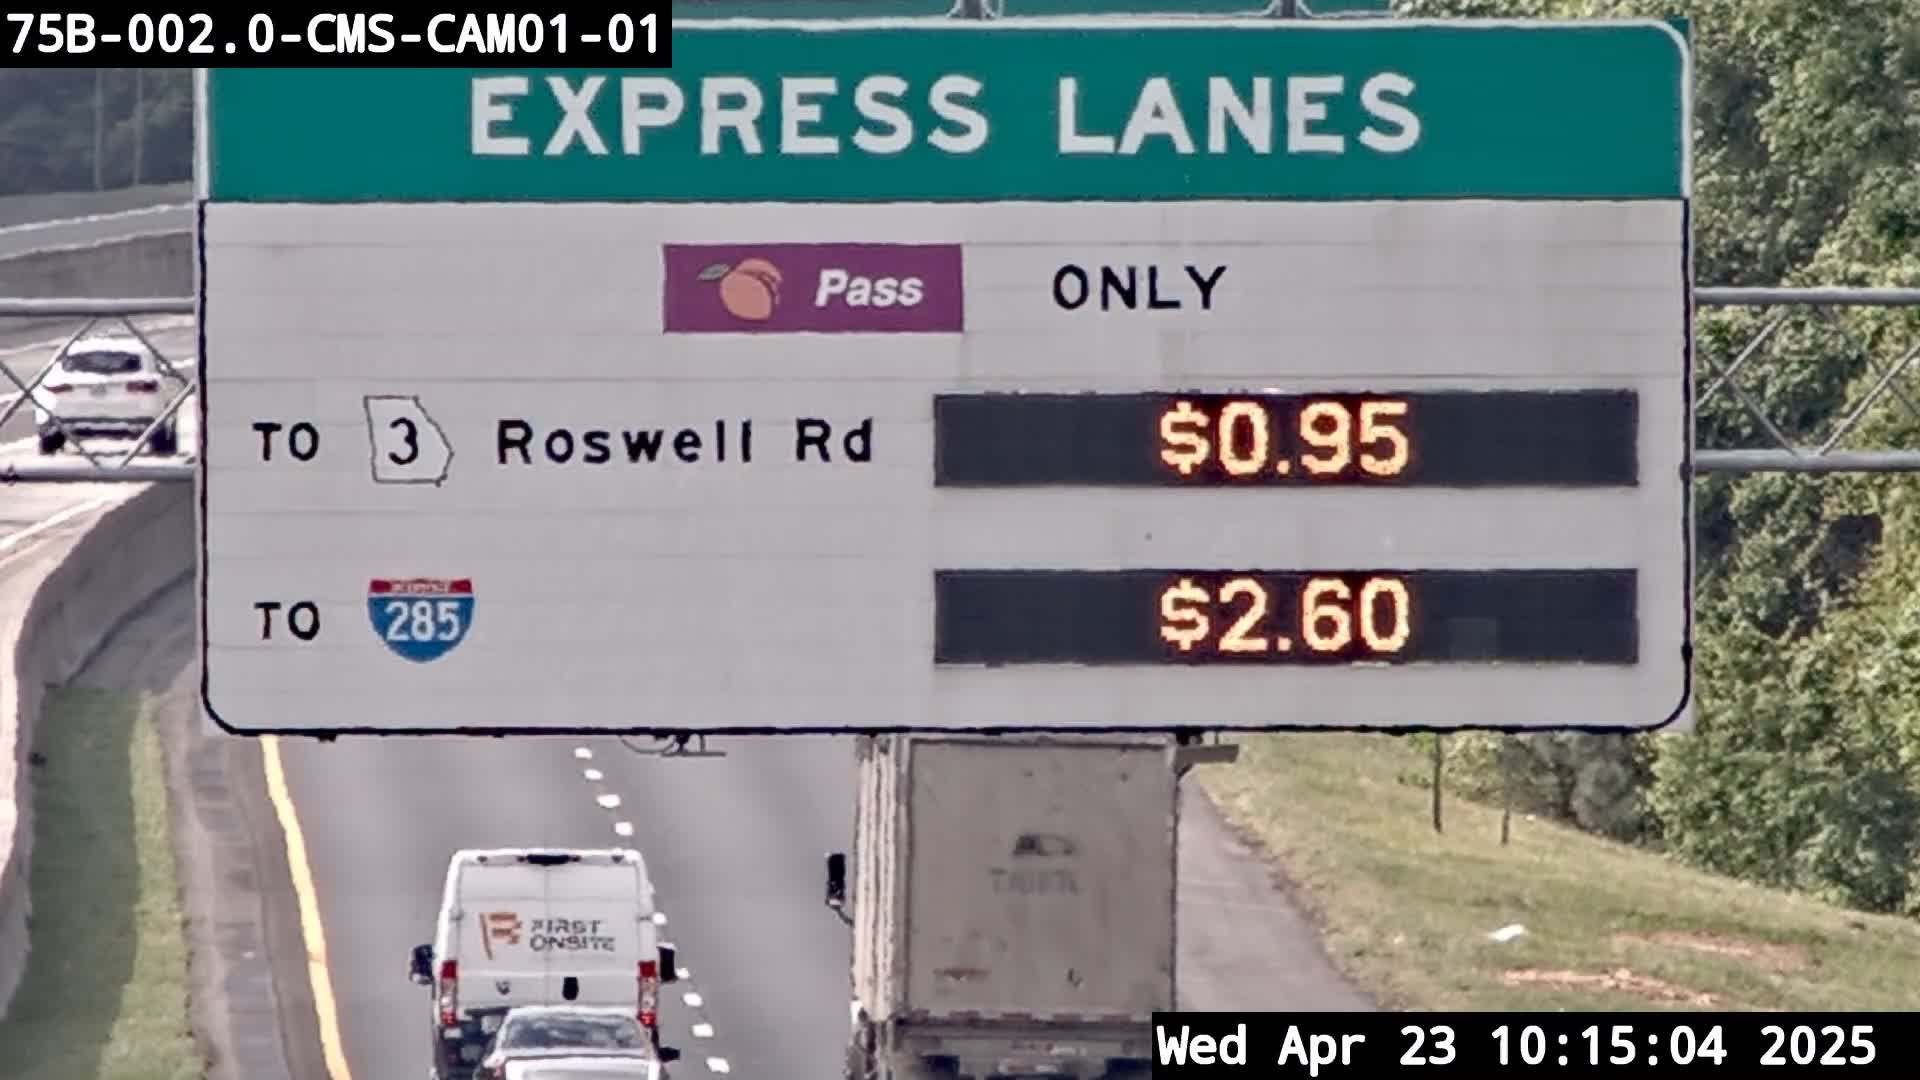 75B-002.0-CMS-CAM01-01
EXPRESS LANES
Pass ONLY
TO 3 Roswell Rd $0.95
TO 285 $2.60
FIRST
ONSITE
Wed Apr 23 10:15:04 2025